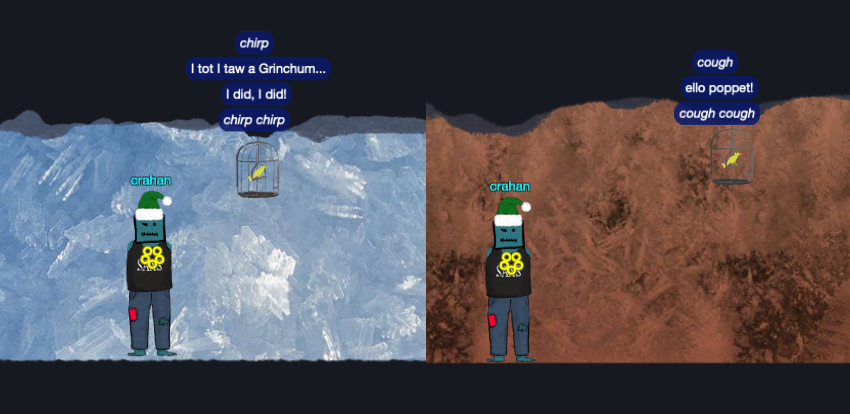 chirp
I tot I taw a Grinchum...
I did, I did!
chirp chirp
crahan
cough
ello poppet!
cough cough
crahan